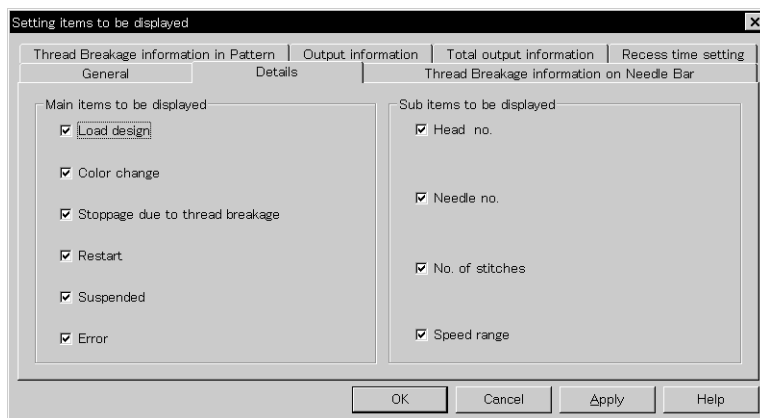 Setting items to be displayed
Thread Breakage information in Pattern Output information Total output information Recess time setting
General Details Thread Breakage information on Needle Bar
Main items to be displayed
Load design
Color change
Stoppage due to thread breakage
Restart
Suspended
Error
Sub items to be displayed
Head no.
Needle no.
No. of stitches
Speed range
OK Cancel Apply Help